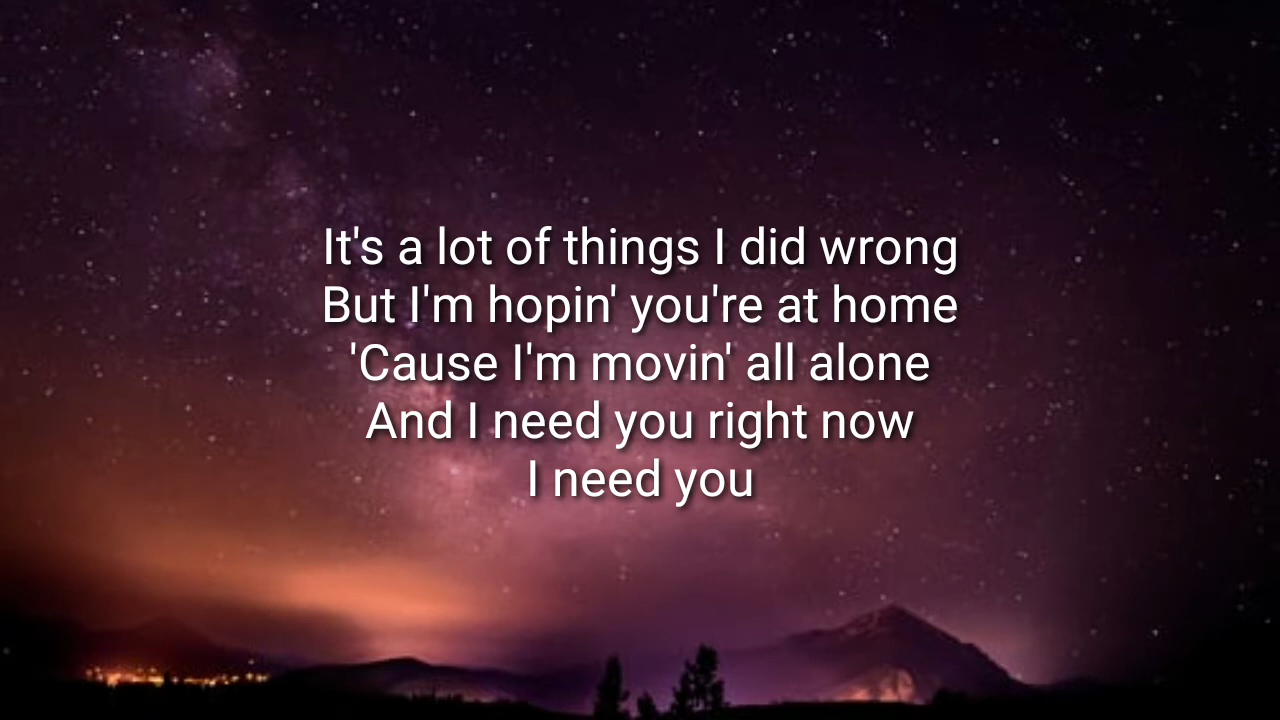 It's a lot of things I did wrong
But I'm hopin' you're at home
'Cause I'm movin' all alone
And I need you right now
I need you